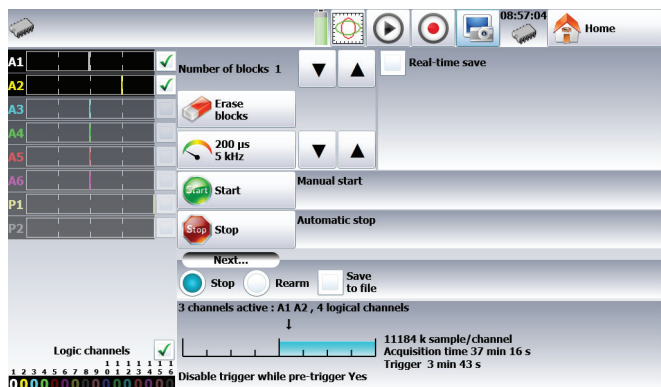 08:57:04
Home
A1
A2
A3
A4
A5
A6
P1
P2
Number of blocks 1
Real-time save
Erase
blocks
200 µs
5 kHz
Start Start
Manual start
Stop Stop
Automatic stop
Next...
Stop Rearm Save
to file
3 channels active : A1 A2 , 4 logical channels
11184 k sample/channel
Acquisition time 37 min 16 s
Trigger 3 min 43 s
Disable trigger while pre-trigger Yes
Logic channels
1 1 1 1 1 1 1
1 2 3 4 5 6 7 8 9 0 1 2 3 4 5 6
0000000000000000